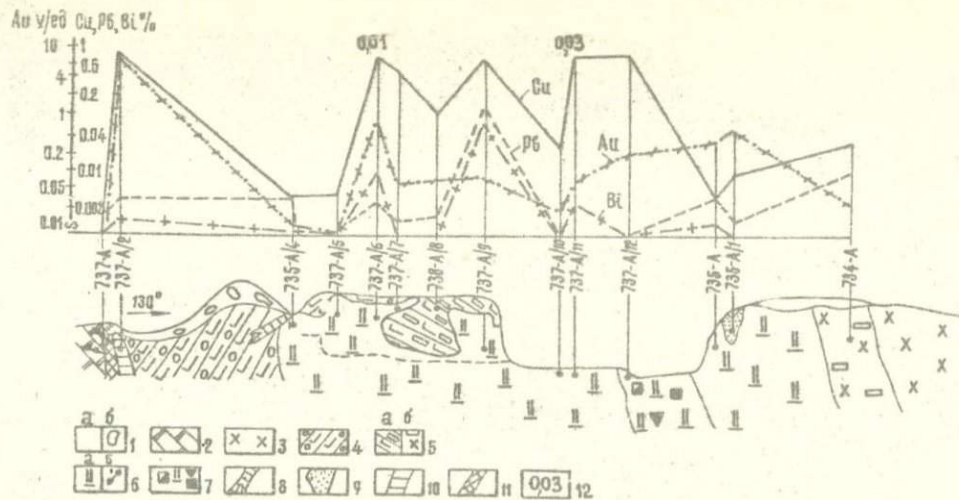 Au г/т Cu, Рб, Bi %
0,01 0,03
10 1
4 0.6
0.2
1
0.04
0.2
0.01
0.05
0.003
0.01
Cu
Рб
Au
Bi
737-А
737-А/2
735-А/4
737-А/5
737-А/6
737-А/7
738-А/8
737-А/9
737-А/10
737-А/11
737-А/12
735-А
735-А/1
734-А
130°
а б 1 2 3 4 а б 5
а б 6 7 8 9 10 11 0,03 12